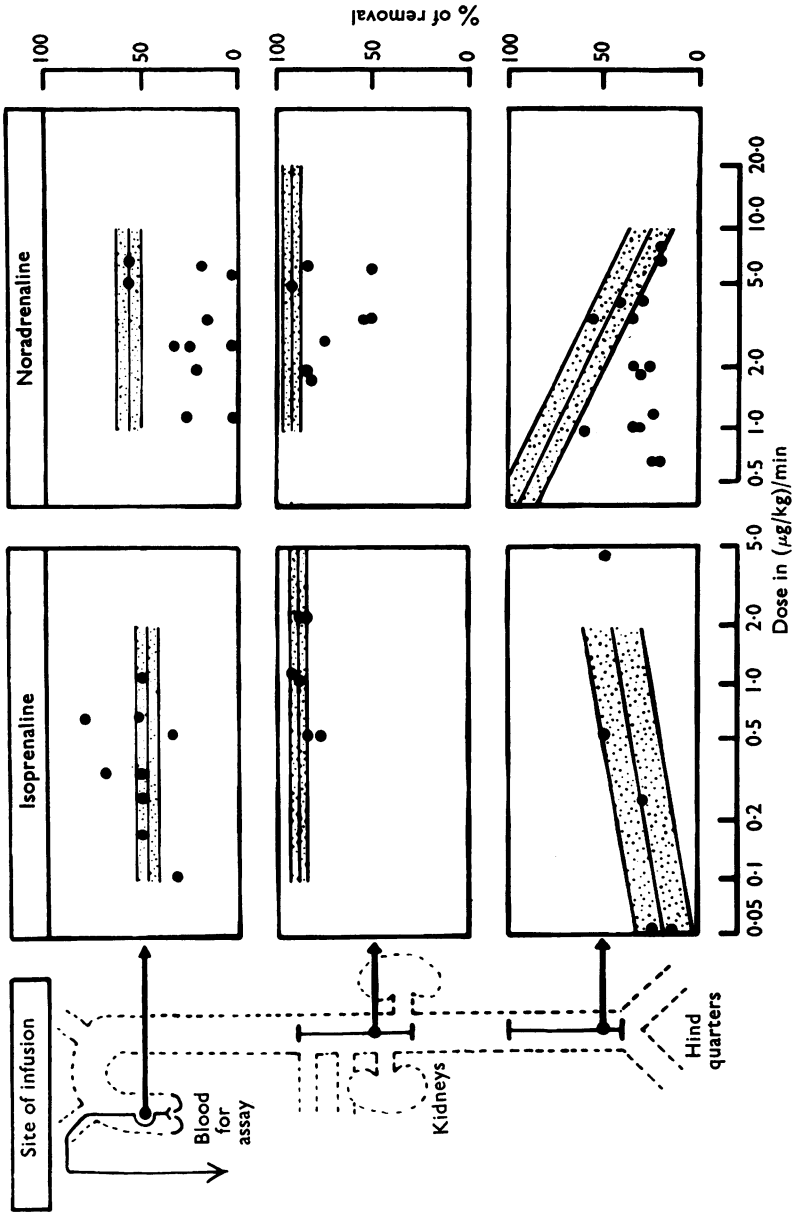 Site of infusion
Isoprenaline
Noradrenaline
Blood
for
assay
Kidneys
Hind
quarters
100
50
0
100
50
0
100
50
0
% of removal
0·05
0·1
0·2
0·5
1·0
2·0
5·0
0·5
1·0
2·0
5·0
10·0
20·0
Dose in (μg/kg)/min